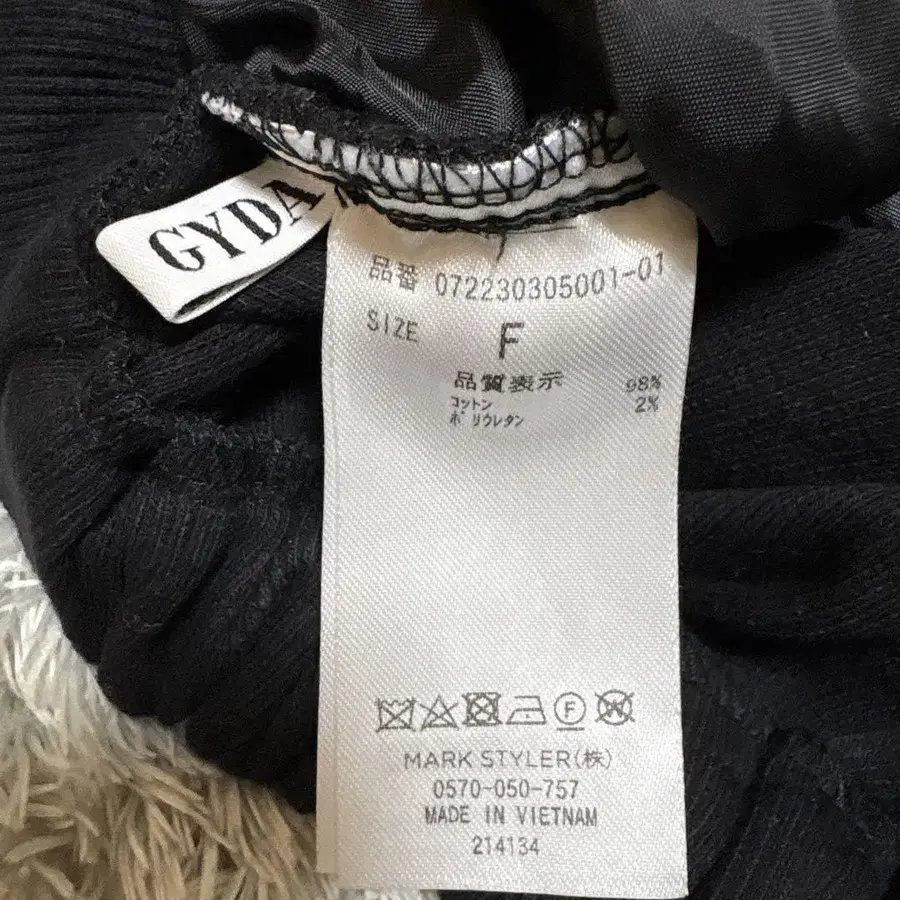 GYDA
品番 072230305001-01
SIZE F
品質表示
コットン 98%
ポリウレタン 2%
MARK STYLER(株)
0570-050-757
MADE IN VIETNAM
214134